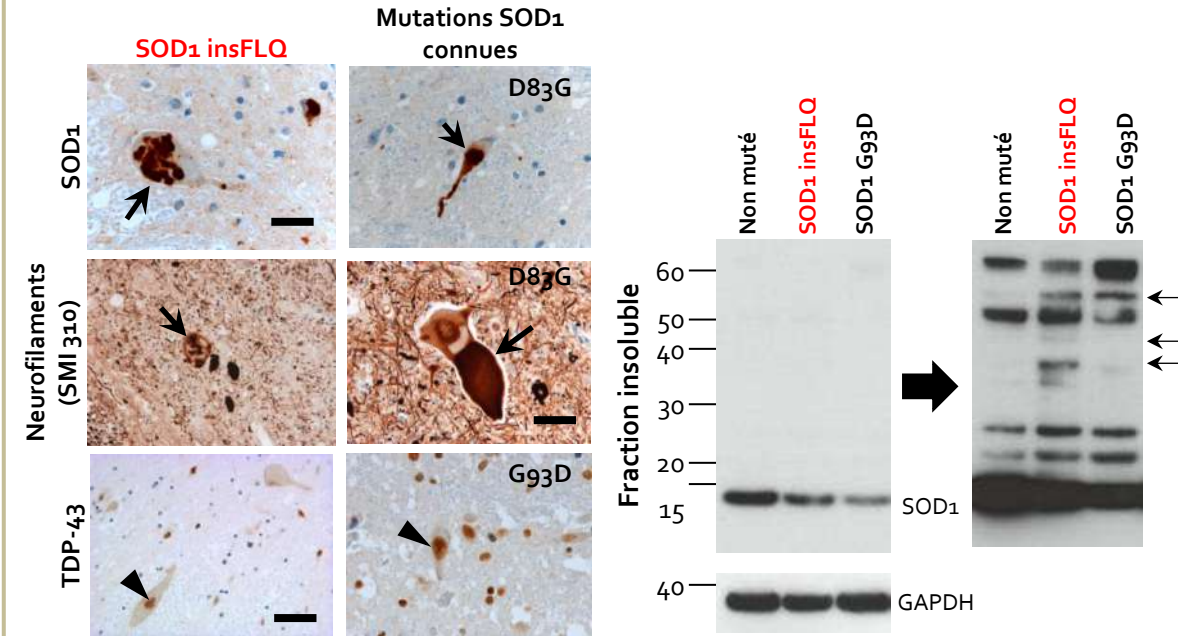 Mutations SOD1
connues
SOD1 insFLQ
D83G
SOD1
D83G
Neurofilaments
(SMI 310)
G93D
TDP-43
Non muté
SOD1 insFLQ
SOD1 G93D
Non muté
SOD1 insFLQ
SOD1 G93D
Fraction insoluble
60
50
40
30
20
15
SOD1
40
GAPDH